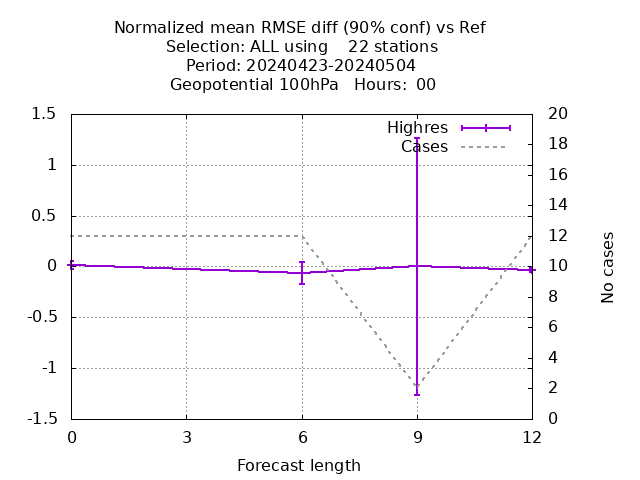 Normalized mean RMSE diff (90% conf) vs Ref
Selection: ALL using    22 stations
Period: 20240423-20240504
Geopotential 100hPa   Hours:  00
1.5
1
0.5
0
-0.5
-1
-1.5
20
18
16
14
12
10
8
6
4
2
0
Highres
Cases
No cases
0
3
6
9
12
Forecast length